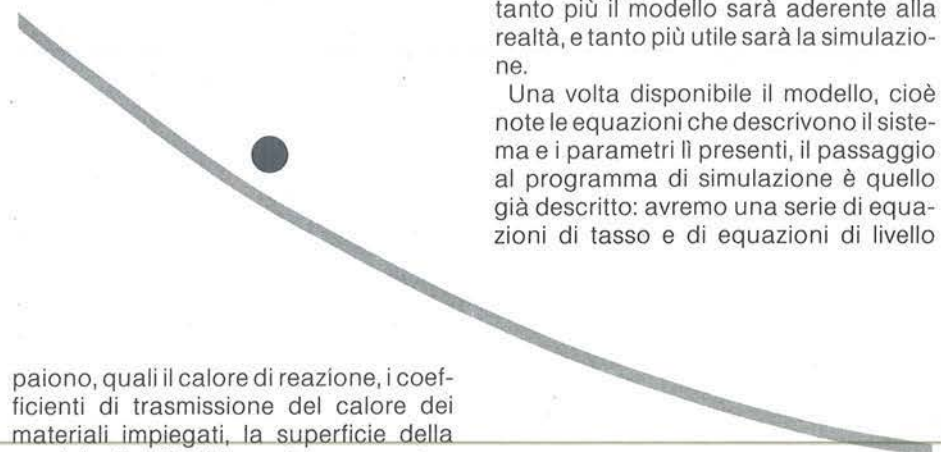 paiono, quali il calore di reazione, i coef-
ficienti di trasmissione del calore dei
materiali impiegati, la superficie della
tanto più il modello sarà aderente alla
realtà, e tanto più utile sarà la simulazio-
ne.
Una volta disponibile il modello, cioè
note le equazioni che descrivono il siste-
ma e i parametri lì presenti, il passaggio
al programma di simulazione è quello
già descritto: avremo una serie di equa-
zioni di tasso e di equazioni di livello